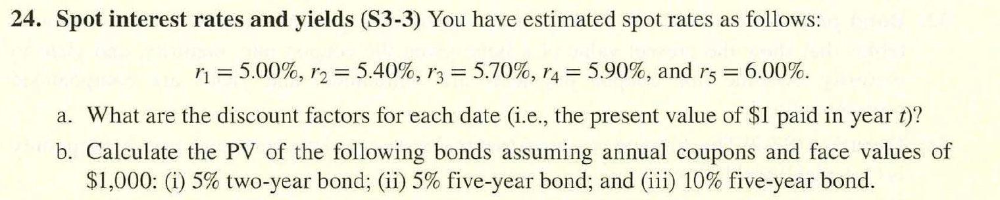 24. Spot interest rates and yields (S3-3) You have estimated spot rates as follows:
r₁ = 5.00%, r₂ = 5.40%, r₃ = 5.70%, r₄ = 5.90%, and r₅ = 6.00%.
a. What are the discount factors for each date (i.e., the present value of $1 paid in year t)?
b. Calculate the PV of the following bonds assuming annual coupons and face values of
$1,000: (i) 5% two-year bond; (ii) 5% five-year bond; and (iii) 10% five-year bond.